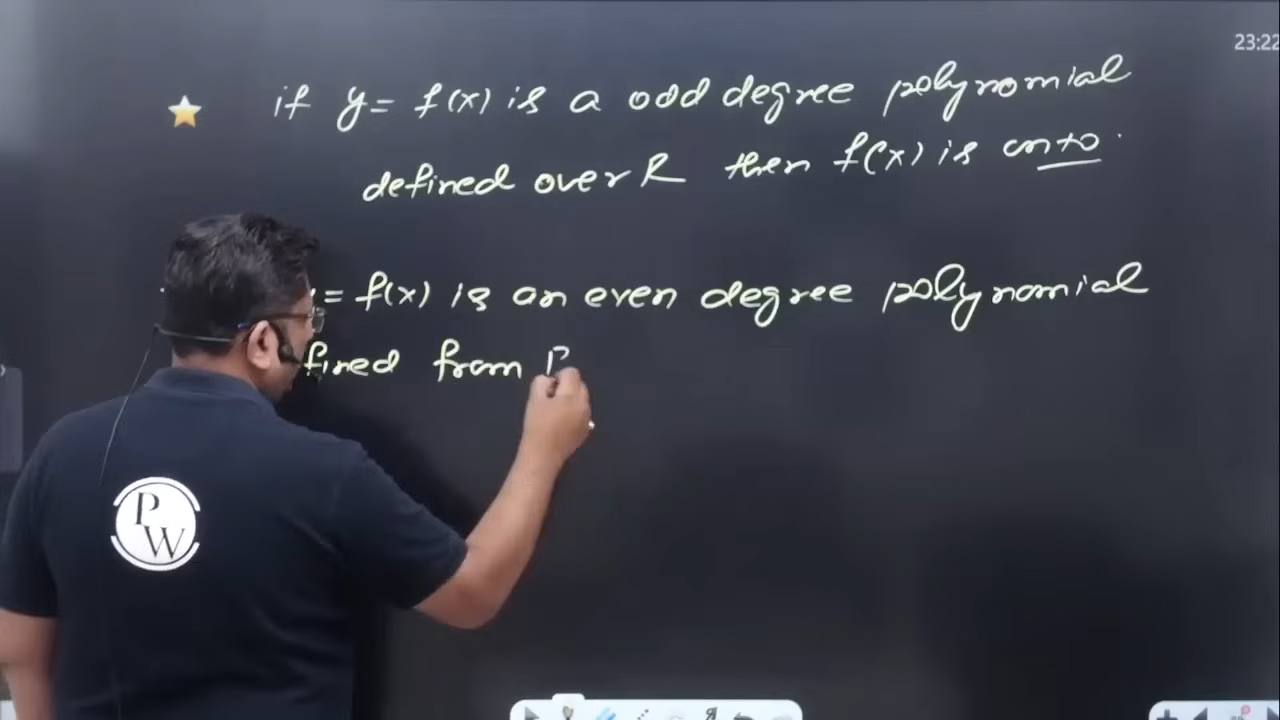 23:22
if y = f(x) is a odd degree polynomial
defined over R then f(x) is onto.
= f(x) is an even degree polynomial
fined from
P
W